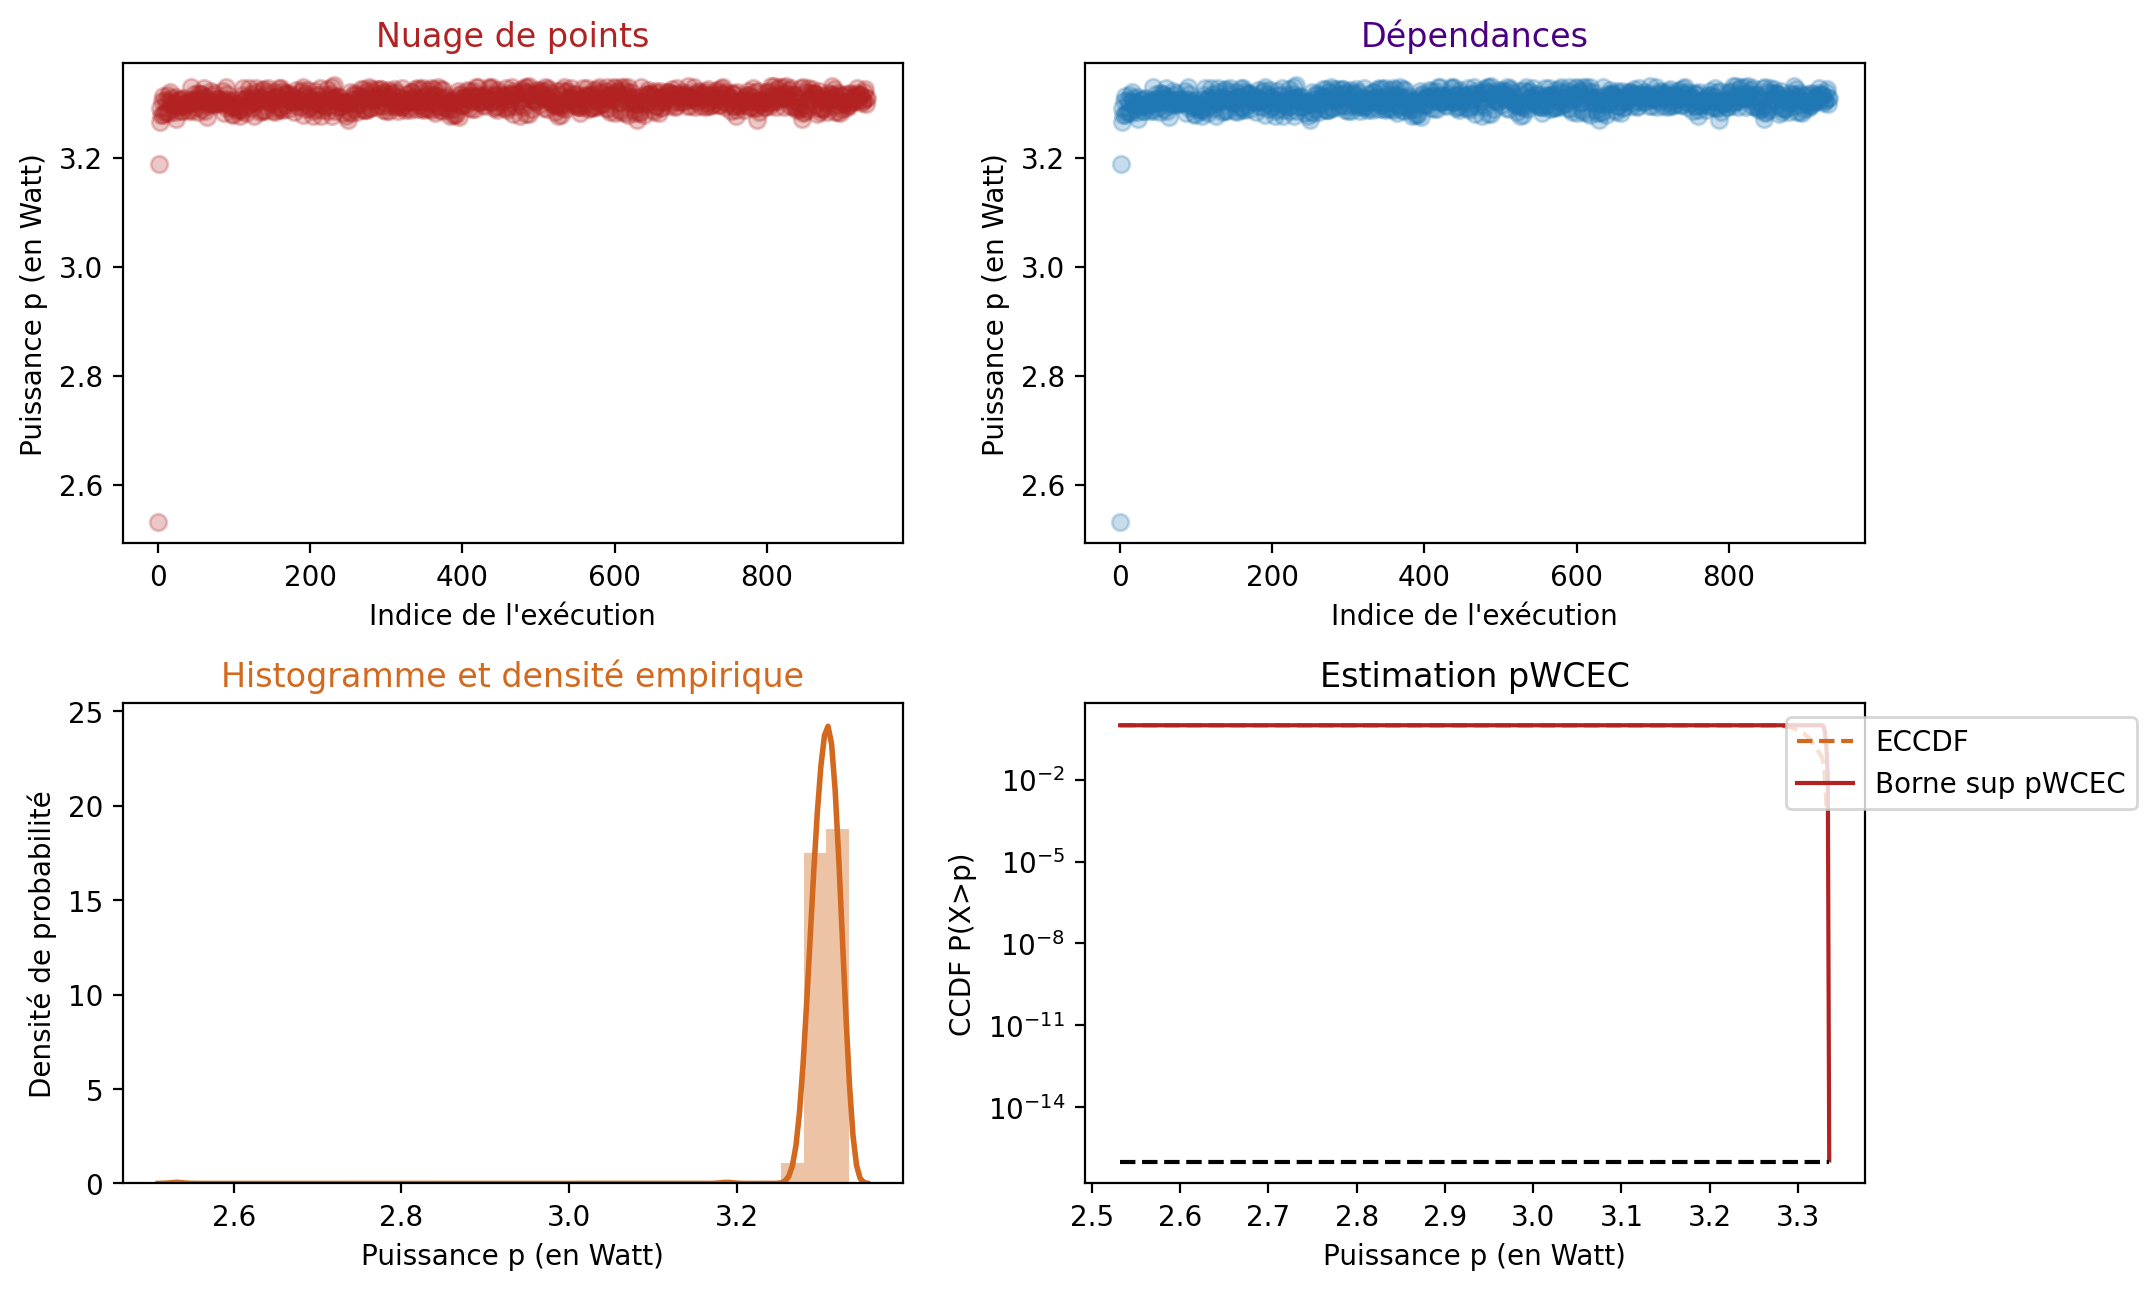 Nuage de points
Puissance p (en Watt)
3.2
3.0
2.8
2.6
0 200 400 600 800
Indice de l'exécution
Dépendances
Puissance p (en Watt)
3.2
3.0
2.8
2.6
0 200 400 600 800
Indice de l'exécution
Histogramme et densité empirique
Densité de probabilité
25
20
15
10
5
0
2.6 2.8 3.0 3.2
Puissance p (en Watt)
Estimation pWCEC
CCDF P(X>p)
10⁻²
10⁻⁵
10⁻⁸
10⁻¹¹
10⁻¹⁴
ECCDF
Borne sup pWCEC
2.5 2.6 2.7 2.8 2.9 3.0 3.1 3.2 3.3
Puissance p (en Watt)